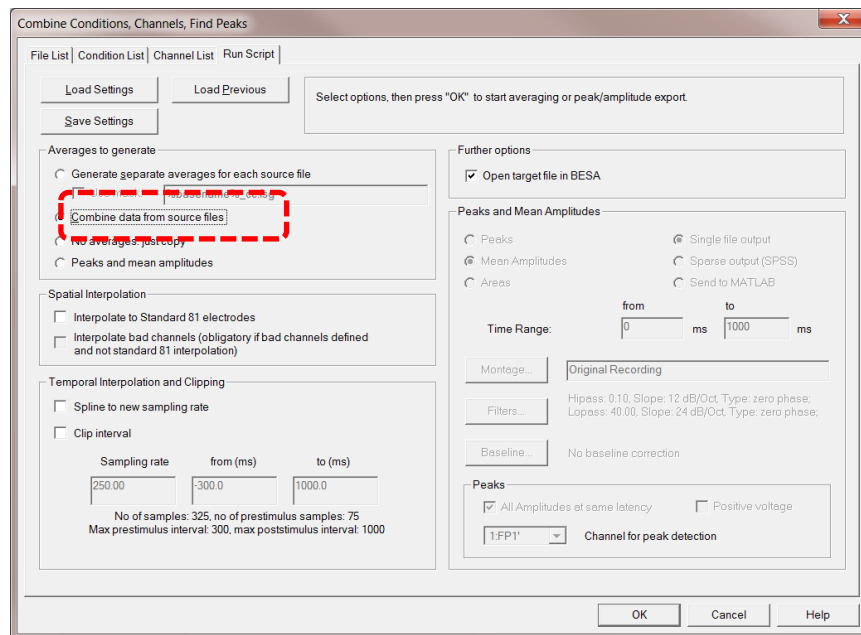 Combine Conditions, Channels, Find Peaks
File List
Condition List
Channel List
Run Script
Load Settings
Load Previous
Save Settings
Select options, then press "OK" to start averaging or peak/amplitude export.
Averages to generate
Generate separate averages for each source file
Combine data from source files
No averages: just copy
Peaks and mean amplitudes
Spatial Interpolation
Interpolate to Standard 81 electrodes
Interpolate bad channels (obligatory if bad channels defined
and not standard 81 interpolation)
Temporal Interpolation and Clipping
Spline to new sampling rate
Clip interval
Sampling rate
from (ms)
to (ms)
250.00
-300.0
1000.0
No of samples: 325, no of prestimulus samples: 75
Max prestimulus interval: 300, max poststimulus interval: 1000
Further options
Open target file in BESA
Peaks and Mean Amplitudes
Peaks
Mean Amplitudes
Areas
Single file output
Sparse output (SPSS)
Send to MATLAB
from
to
Time Range:
0
ms
1000
ms
Montage...
Original Recording
Filters...
Hipass: 0.10, Slope: 12 dB/Oct, Type: zero phase;
Lopass: 40.00, Slope: 24 dB/Oct, Type: zero phase;
Baseline...
No baseline correction
Peaks
All Amplitudes at same latency
Positive voltage
1:FP1'
Channel for peak detection
OK
Cancel
Help